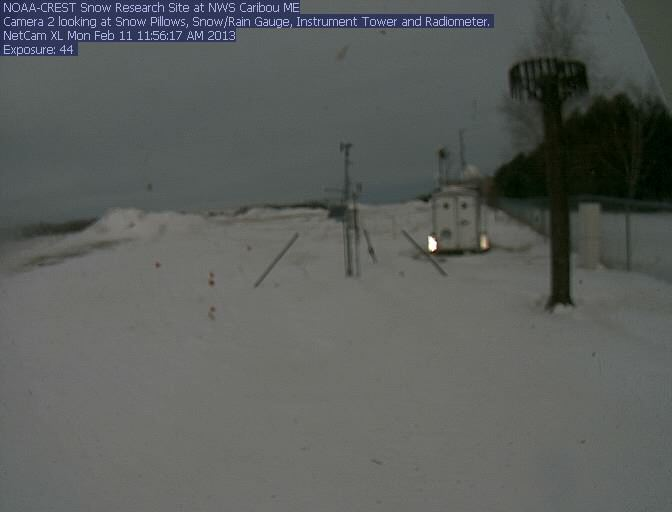 NOAA-CREST Snow Research Site at NWS Caribou ME
Camera 2 looking at Snow Pillows, Snow/Rain Gauge, Instrument Tower and Radiometer.
NetCam XL Mon Feb 11 11:56:17 AM 2013
Exposure: 44